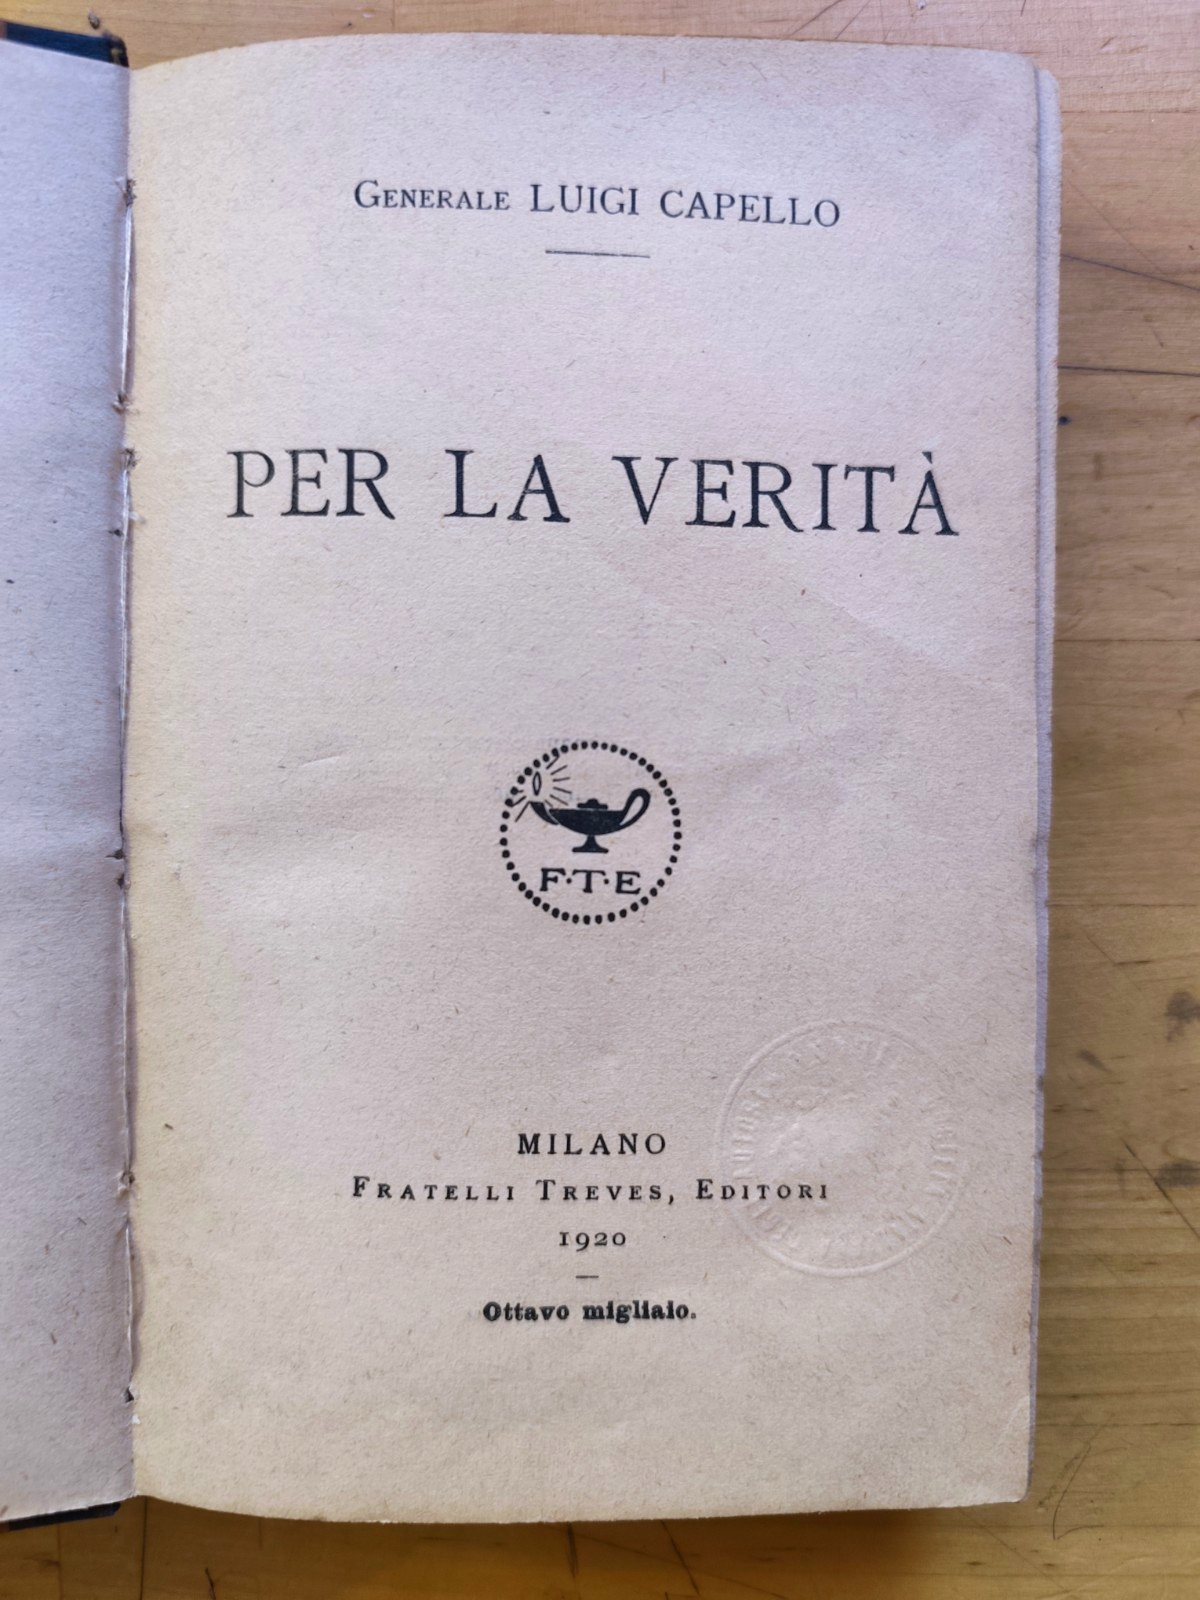 Generale LUIGI CAPELLO
PER LA VERITÀ
F·T·E
MILANO
Fratelli Treves, Editori
1920
Ottavo migliaio.